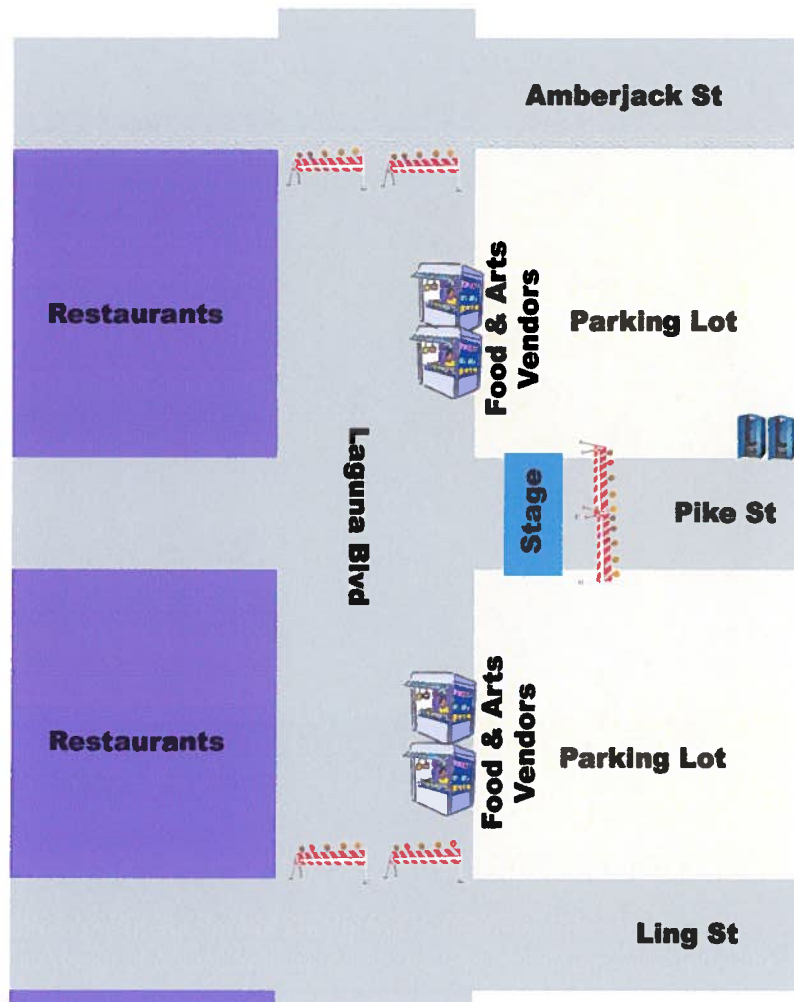 Amberjack St
Restaurants
Food & Arts
Vendors
Parking Lot
Laguna Blvd
Stage
Pike St
Restaurants
Food & Arts
Vendors
Parking Lot
Ling St